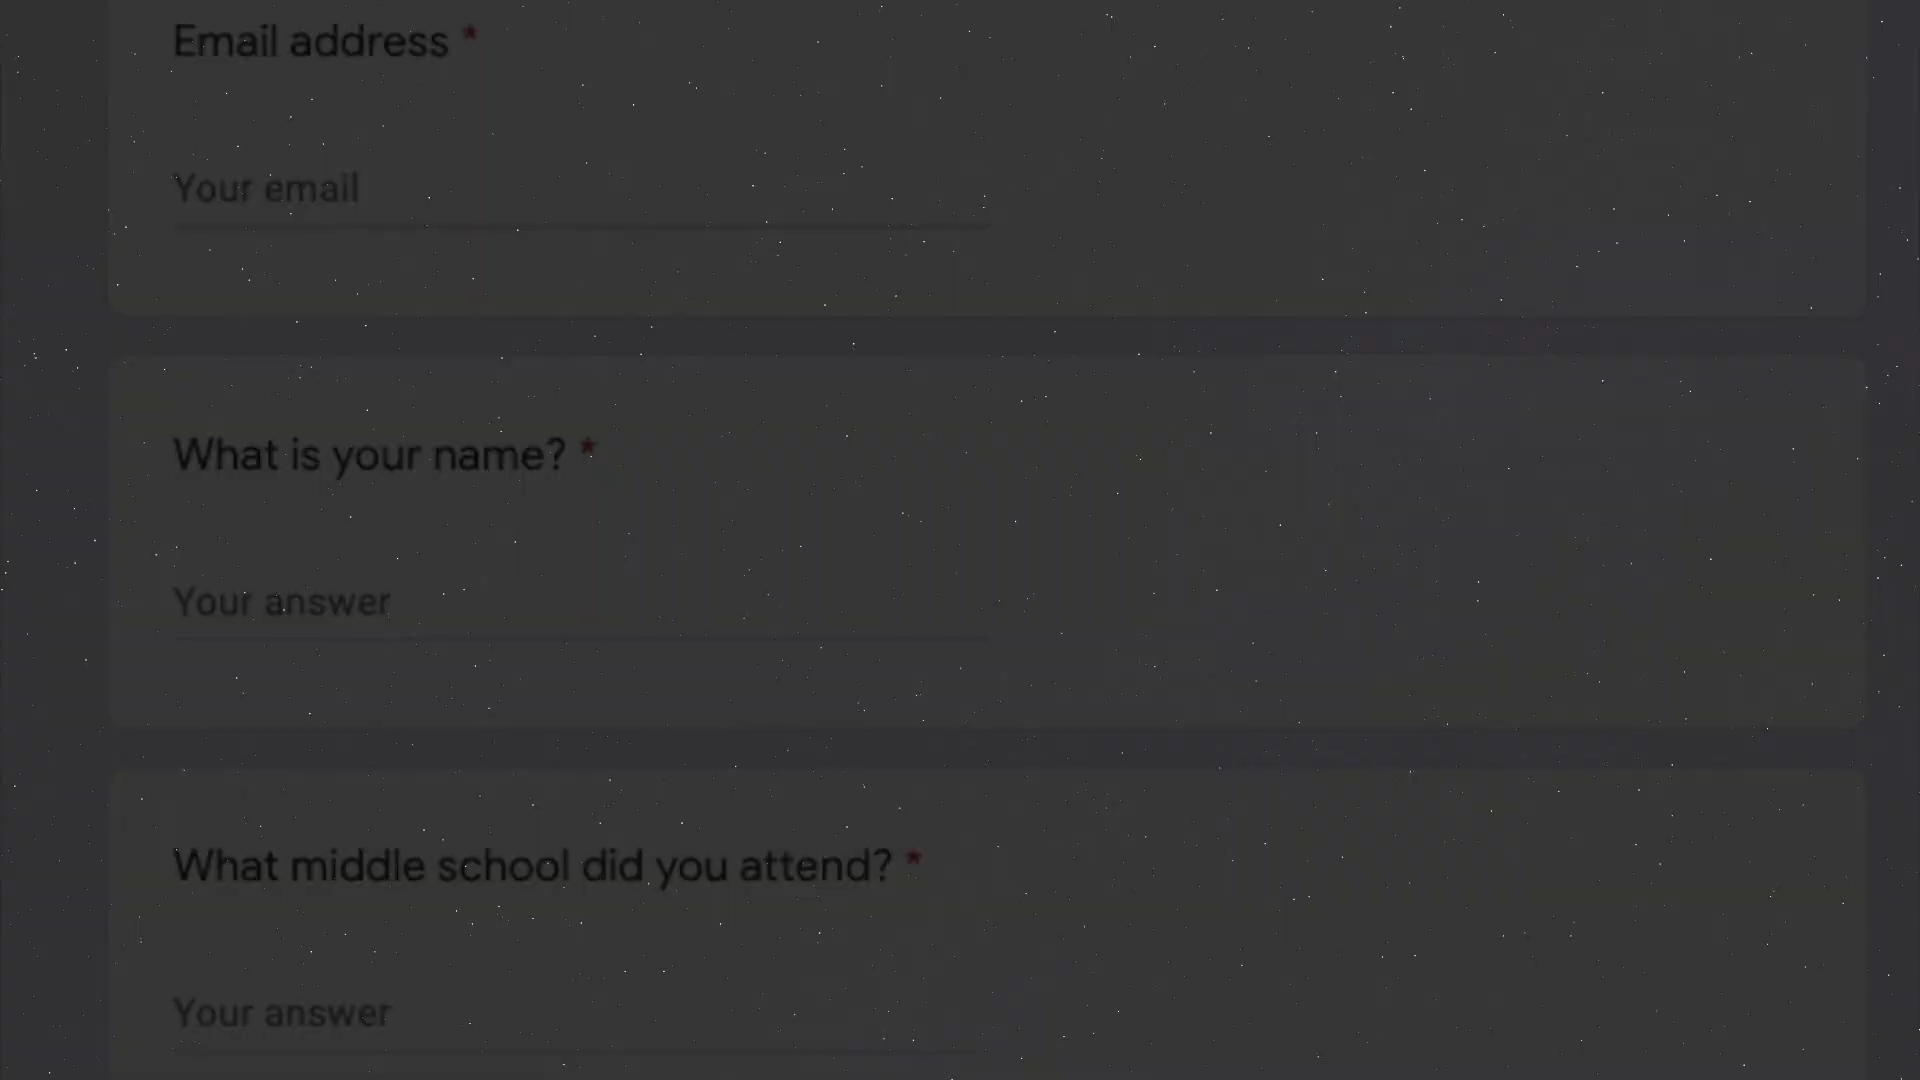 Email address *
Your email
What is your name? *
Your answer
What middle school did you attend? *
Your answer